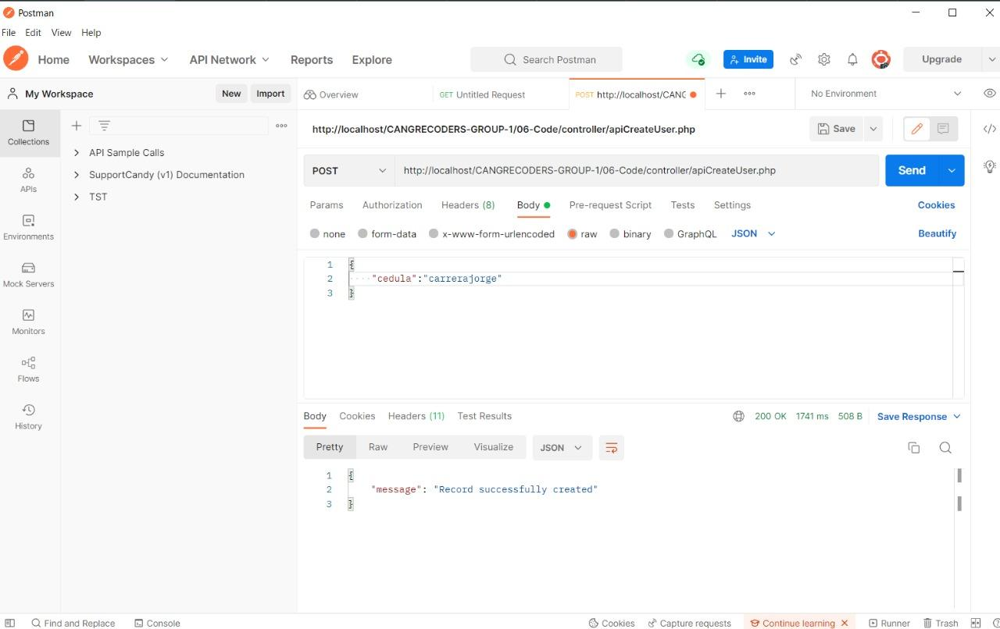 Postman
File Edit View Help
Home Workspaces API Network Reports Explore Search Postman Invite Upgrade
My Workspace New Import Overview GET Untitled Request POST http://localhost/CANG No Environment
Collections
http://localhost/CANGRECODERS-GROUP-1/06-Code/controller/apiCreateUser.php Save
API Sample Calls
SupportCandy (v1) Documentation
TST
POST http://localhost/CANGRECODERS-GROUP-1/06-Code/controller/apiCreateUser.php Send
APIs
Params Authorization Headers (8) Body Pre-request Script Tests Settings Cookies
Environments
none form-data x-www-form-urlencoded raw binary GraphQL JSON Beautify
Mock Servers
1 {
2 "cedula":"carrerajorge"
3 }
Monitors
Flows
History
Body Cookies Headers (11) Test Results 200 OK 1741 ms 508 B Save Response
Pretty Raw Preview Visualize JSON
1 {
2 "message": "Record successfully created"
3 }
Find and Replace Console Cookies Capture requests Continue learning Runner Trash